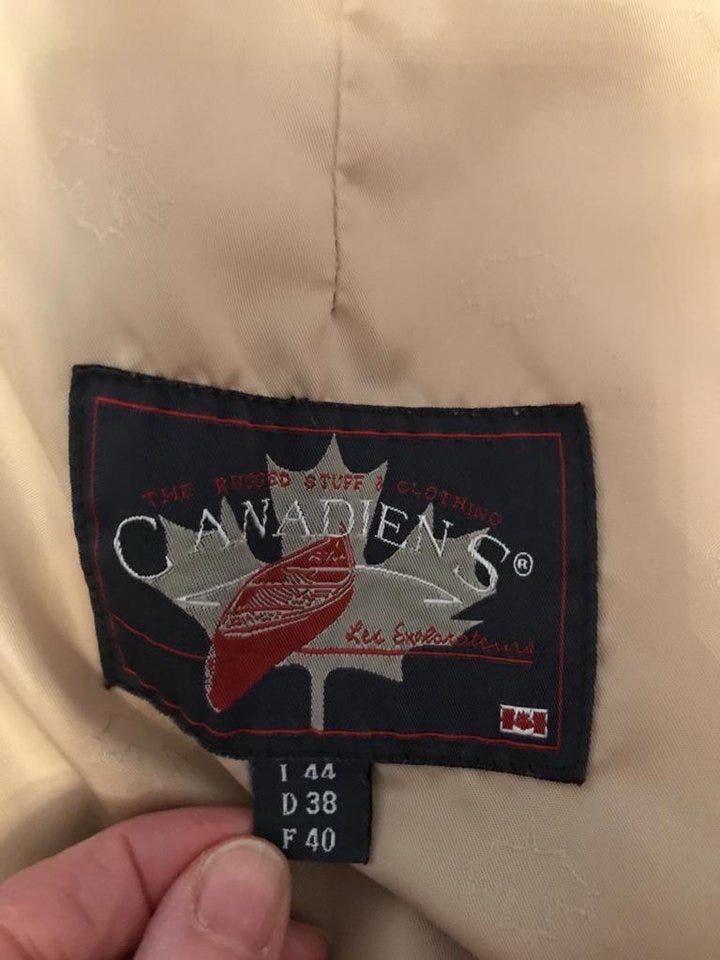 THE RUGGED STUFF & CLOTHING
CANADIENS®
Les Explorateurs
I 44
D 38
F 40